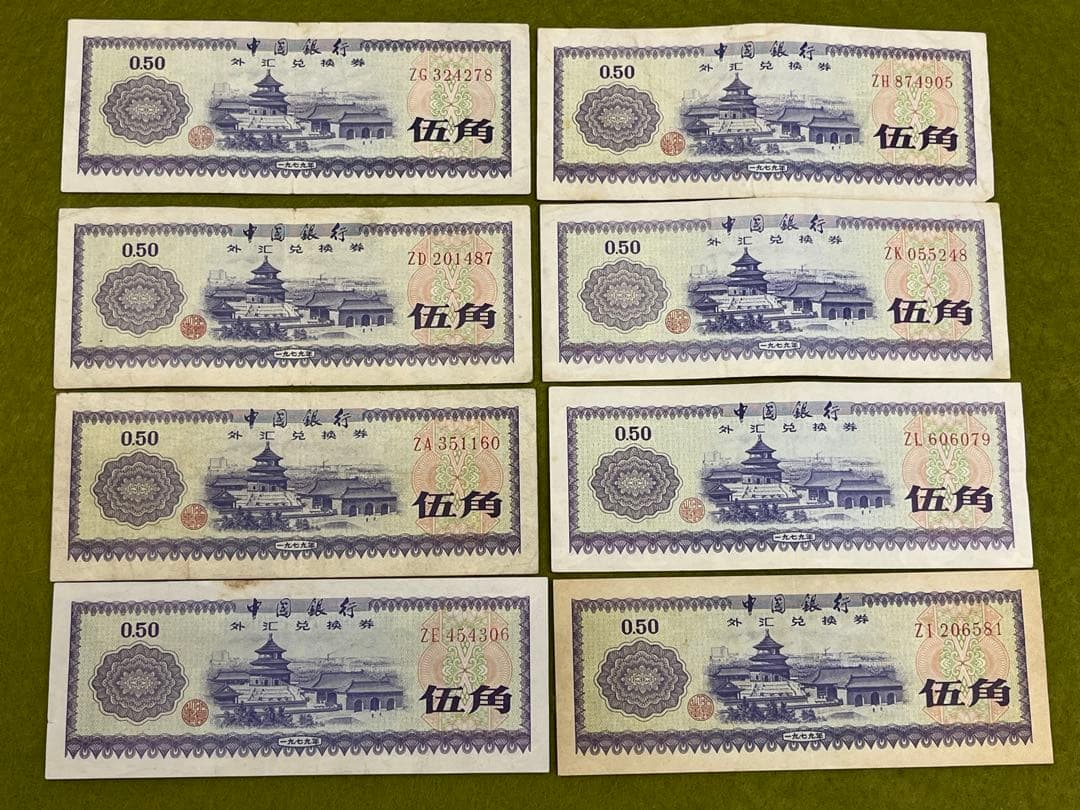 中国銀行
外汇兑换券
0.50
ZG 324278
伍角
一九七九年
中国銀行
外汇兑换券
0.50
ZH 874905
伍角
一九七九年
中国銀行
外汇兑换券
0.50
ZD 201487
伍角
一九七九年
中国銀行
外汇兑换券
0.50
ZK 055248
伍角
一九七九年
中国銀行
外汇兑换券
0.50
ZA 351160
伍角
一九七九年
中国銀行
外汇兑换券
0.50
ZL 606079
伍角
一九七九年
中国銀行
外汇兑换券
0.50
ZE 454306
伍角
一九七九年
中国銀行
外汇兑换券
0.50
ZI 206581
伍角
一九七九年